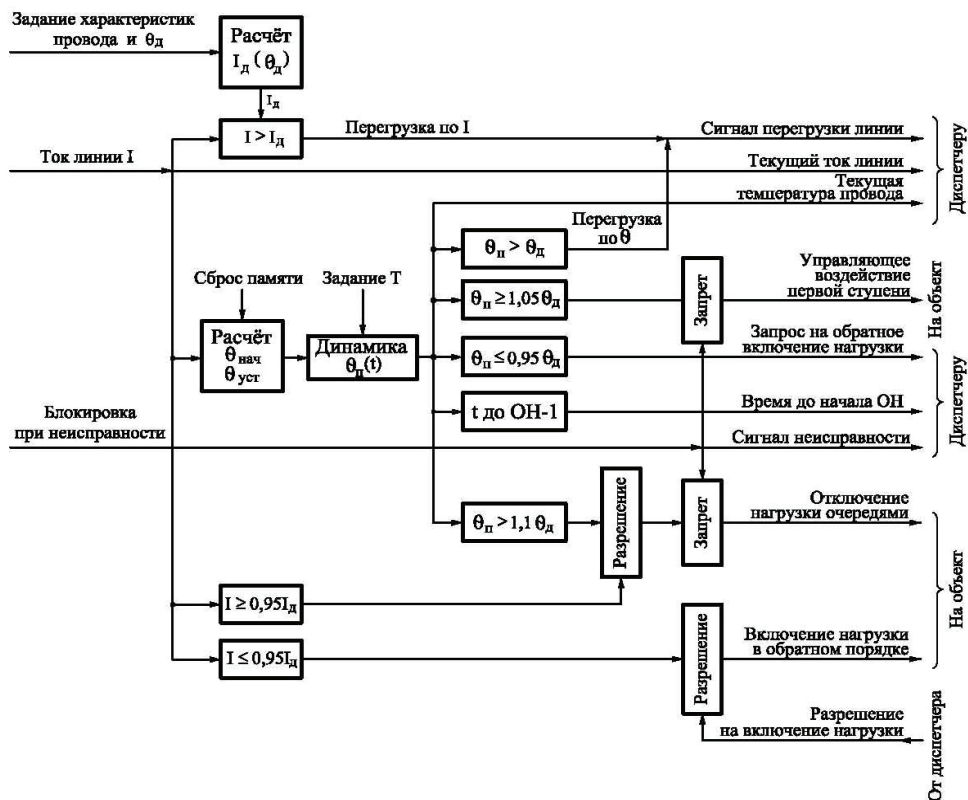 Задание характеристик
провода и θд
Расчёт
Iд (θд)
Iд
I > Iд
Перегрузка по I
Сигнал перегрузки линии
Ток линии I
Текущий ток линии
Текущая
температура провода
Диспетчеру
Перегрузка
по θ
θп > θд
Сброс памяти
Задание Т
θп ≥ 1,05 θд
Запрет
Управляющее
воздействие
первой ступени
На объект
Расчёт
θнач
θуст
Динамика
θп(t)
θп ≤ 0,95 θд
Запрос на обратное
включение нагрузки
t до ОН-1
Время до начала ОН
Блокировка
при неисправности
Сигнал неисправности
Диспетчеру
θп > 1,1 θд
Разрешение
Запрет
Отключение
нагрузки очередями
I ≥ 0,95Iд
I ≤ 0,95Iд
Разрешение
Включение нагрузки
в обратном порядке
На объект
Разрешение
на включение нагрузки
От диспетчера